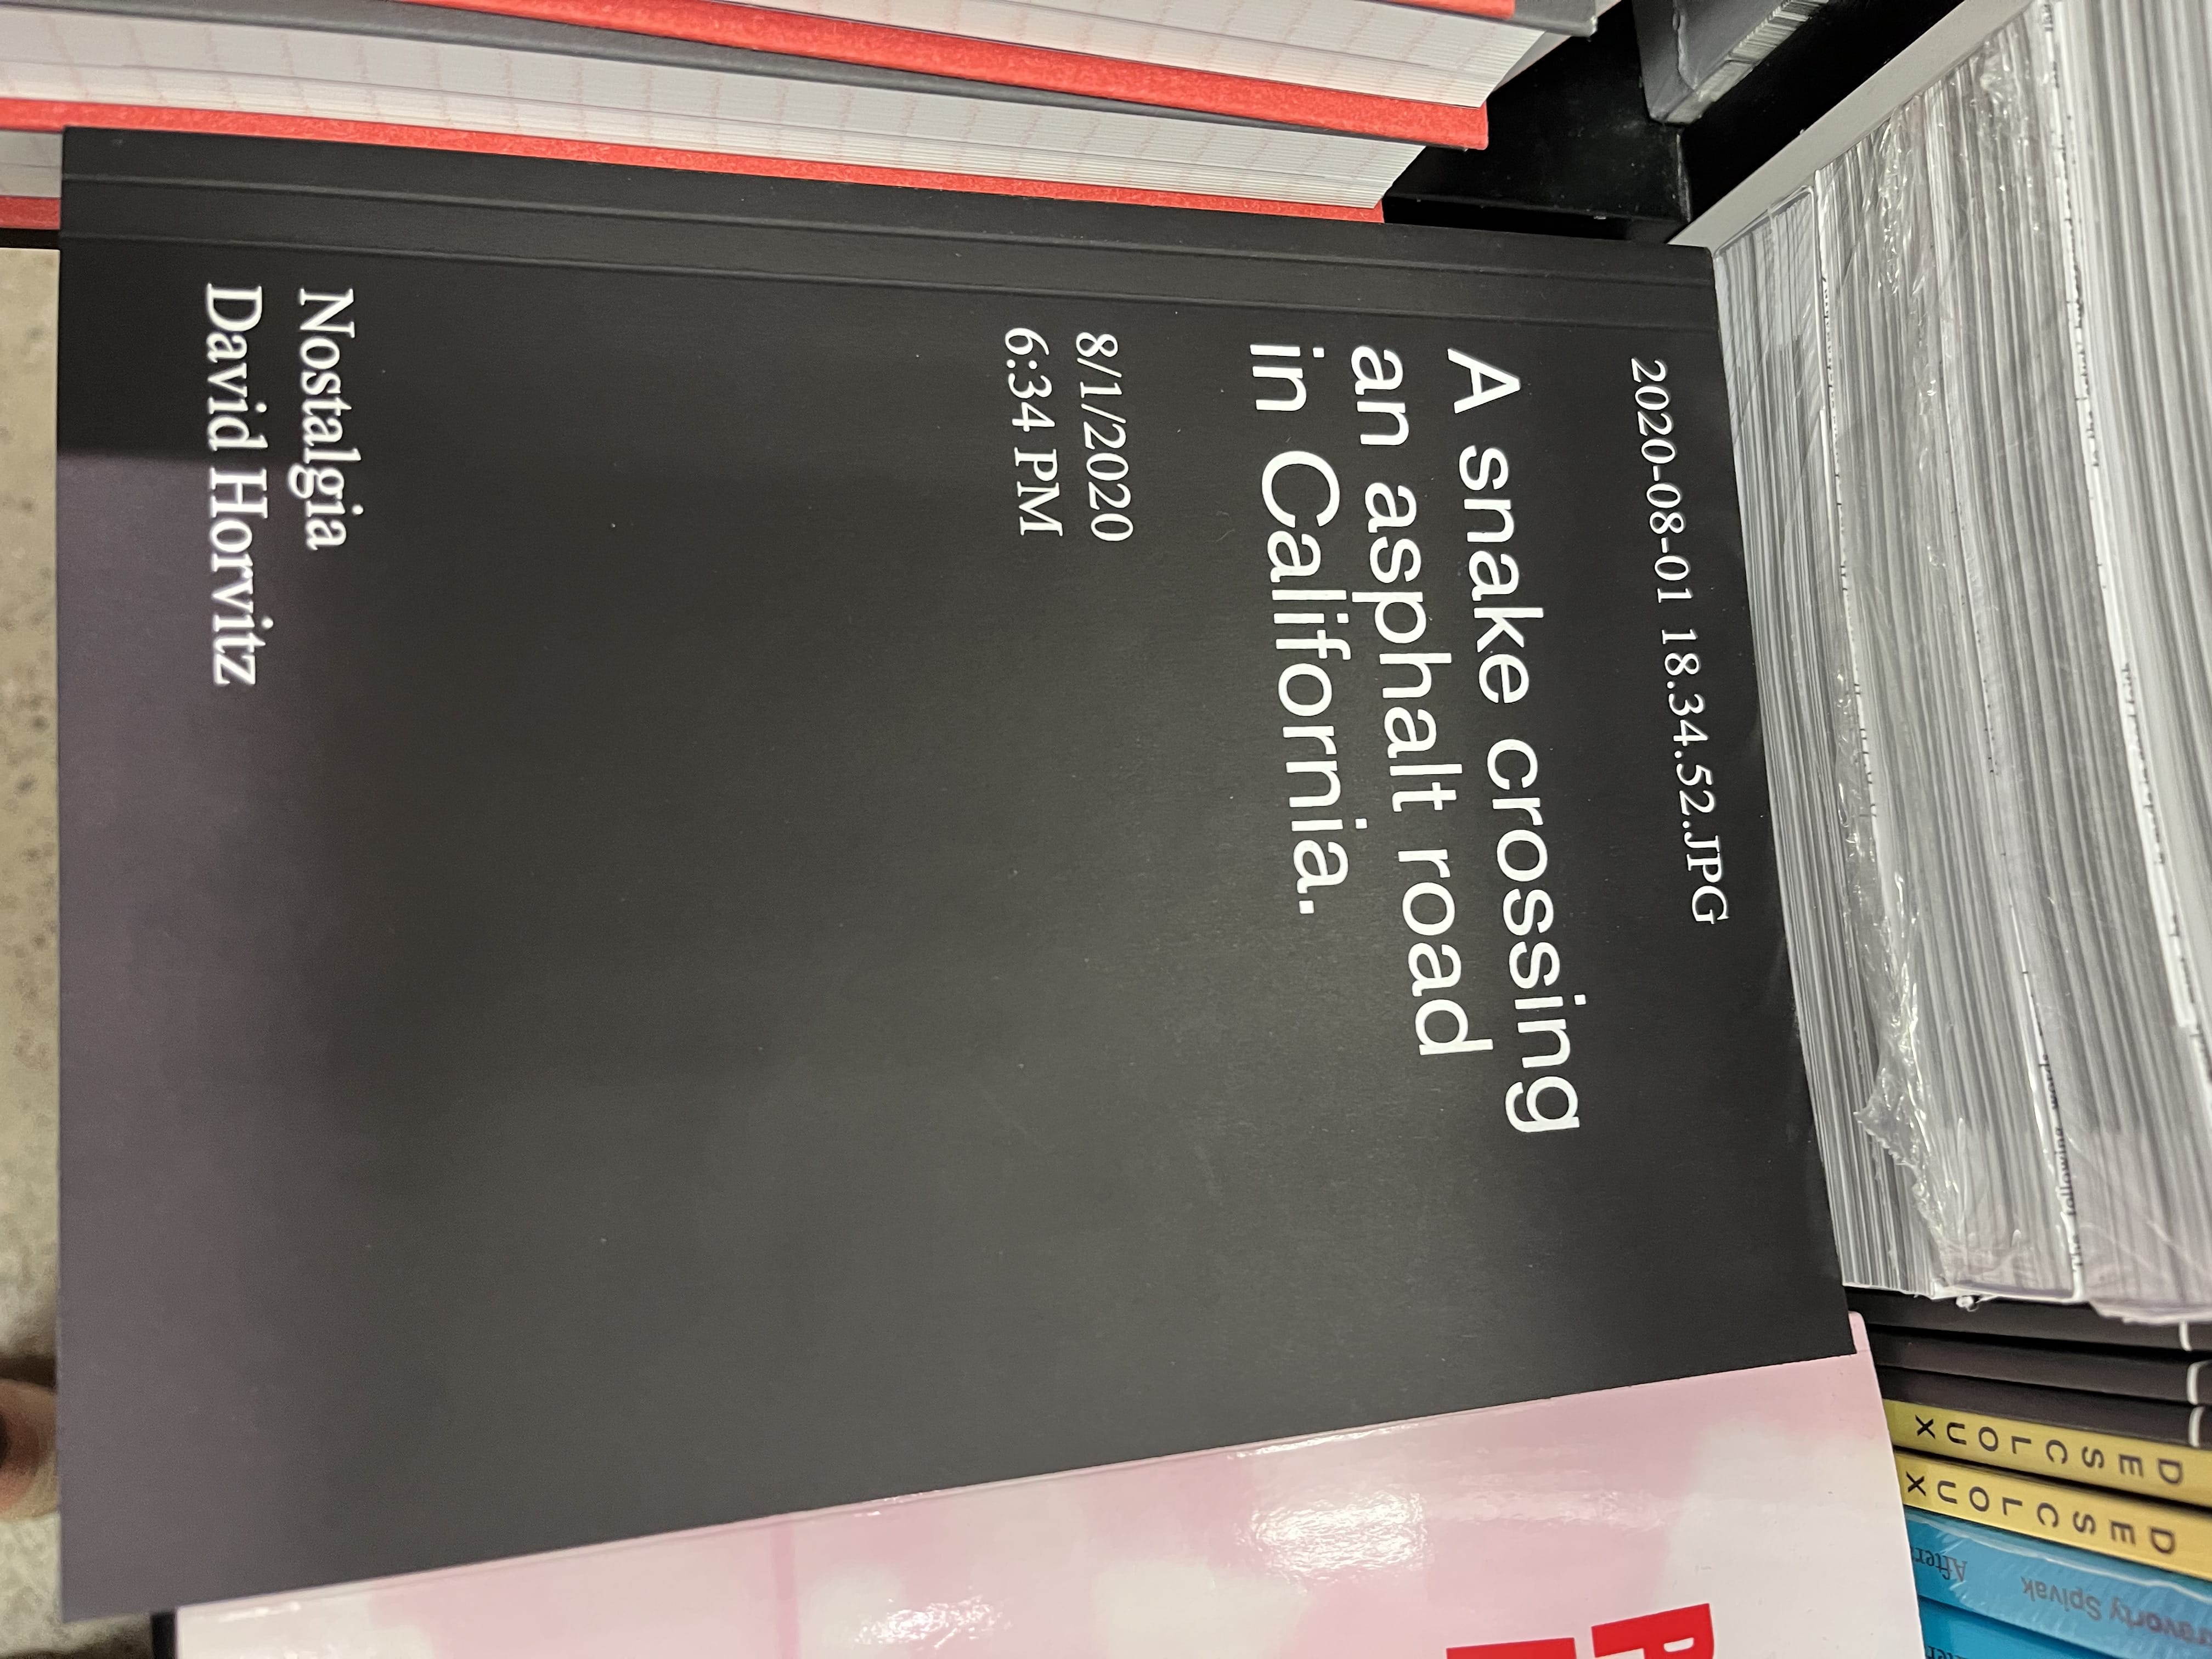 DESCLOUX
DESCLOUX
Spivak
After
2020-08-01 18.34.52.JPG
A snake crossing
an asphalt road
in California.
8/1/2020
6:34 PM
Nostalgia
David Horvitz